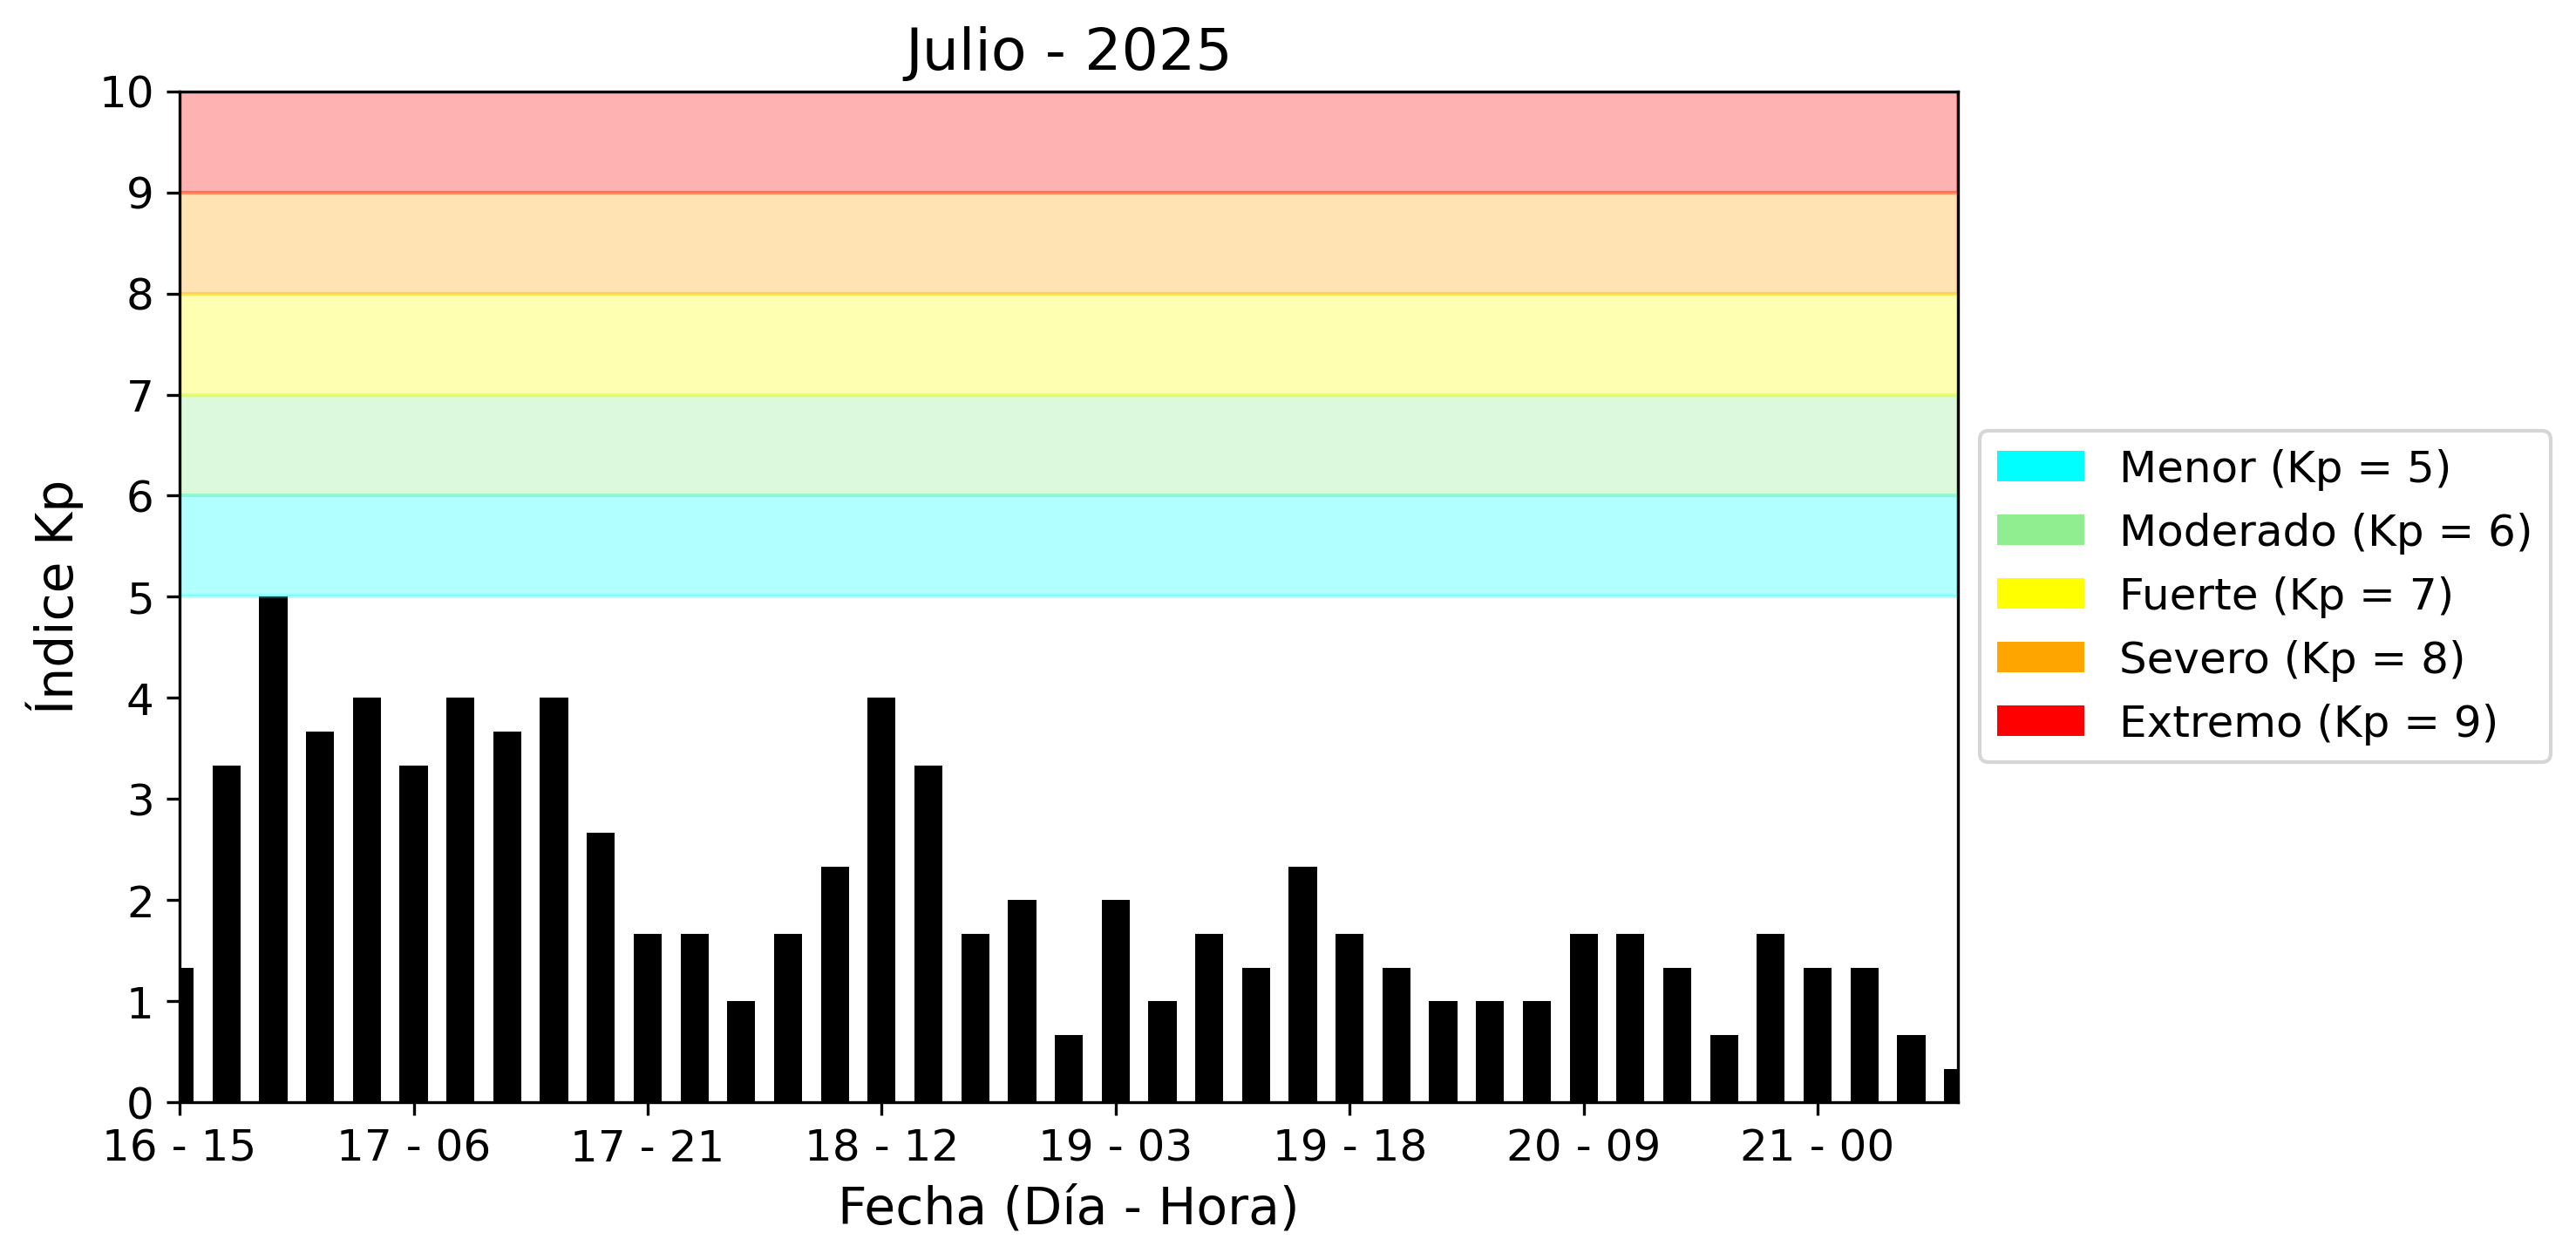 Julio - 2025
10
9
8
7
6
5
4
3
2
1
0
Índice Kp
16 - 15
17 - 06
17 - 21
18 - 12
19 - 03
19 - 18
20 - 09
21 - 00
Fecha (Día - Hora)
Menor (Kp = 5)
Moderado (Kp = 6)
Fuerte (Kp = 7)
Severo (Kp = 8)
Extremo (Kp = 9)